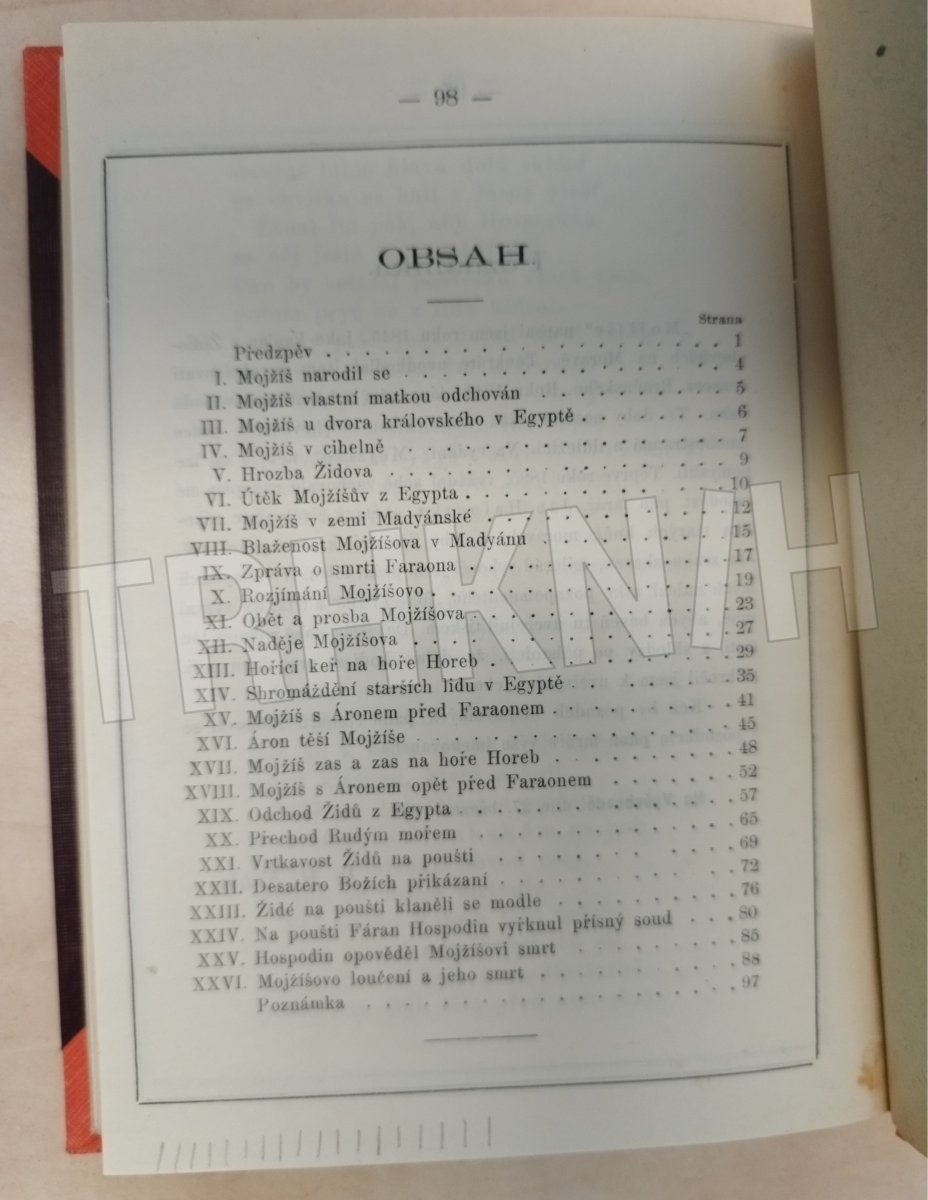 — 98 —
OBSAH.
Strana
Předzpěv . . . . . . . . . . . . . . . . . 1
I. Mojžíš narodil se . . . . . . . . . . . . . . 4
II. Mojžíš vlastní matkou odchován . . . . . . . . 5
III. Mojžíš u dvora královského v Egyptě . . . . . . . 6
IV. Mojžíš v cihelně . . . . . . . . . . . . . . 7
V. Hrozba Židova . . . . . . . . . . . . . . 9
VI. Útěk Mojžíšův z Egypta . . . . . . . . . . . 10
VII. Mojžíš v zemi Madyánské . . . . . . . . . . . 12
VIII. Blaženost Mojžíšova v Madyánu . . . . . . . . 15
IX. Zpráva o smrti Faraona . . . . . . . . . . . 17
X. Rozjímání Mojžíšovo . . . . . . . . . . . . 19
XI. Obět a prosba Mojžíšova . . . . . . . . . . . 23
XII. Naděje Mojžíšova . . . . . . . . . . . . . 27
XIII. Hořící keř na hoře Horeb . . . . . . . . . . 29
XIV. Shromáždění starších lidu v Egyptě . . . . . . . 35
XV. Mojžíš s Áronem před Faraonem . . . . . . . . 41
XVI. Áron těší Mojžíše . . . . . . . . . . . . . 45
XVII. Mojžíš zas a zas na hoře Horeb . . . . . . . . 48
XVIII. Mojžíš s Áronem opět před Faraonem . . . . . . 52
XIX. Odchod Židů z Egypta . . . . . . . . . . . . 57
XX. Přechod Rudým mořem . . . . . . . . . . . 65
XXI. Vrtkavost Židů na poušti . . . . . . . . . . 69
XXII. Desatero Božích přikázaní . . . . . . . . . . 72
XXIII. Židé na poušti klaněli se modle . . . . . . . . 76
XXIV. Na poušti Fáran Hospodin vyřknul přísný soud . . . 80
XXV. Hospodin opověděl Mojžíšovi smrt . . . . . . . 85
XXVI. Mojžíšovo loučení a jeho smrt . . . . . . . . . 88
Poznámka . . . . . . . . . . . . . . . . 97
TRHKNIH